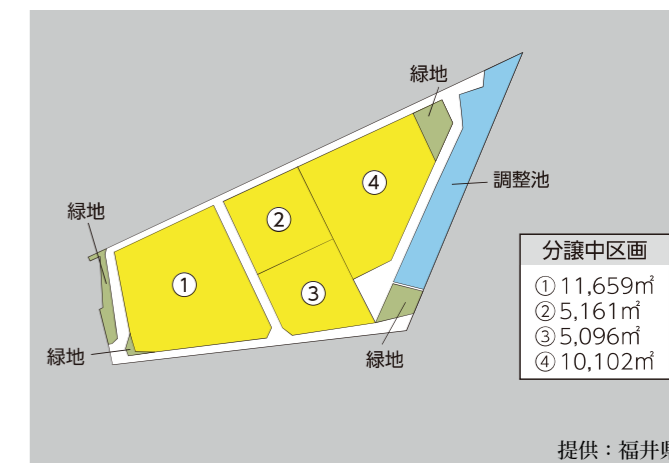 緑地
緑地
調整池
緑地
緑地
①
②
③
④
分譲中区画
①11,659㎡
②5,161㎡
③5,096㎡
④10,102㎡
提供:福井県